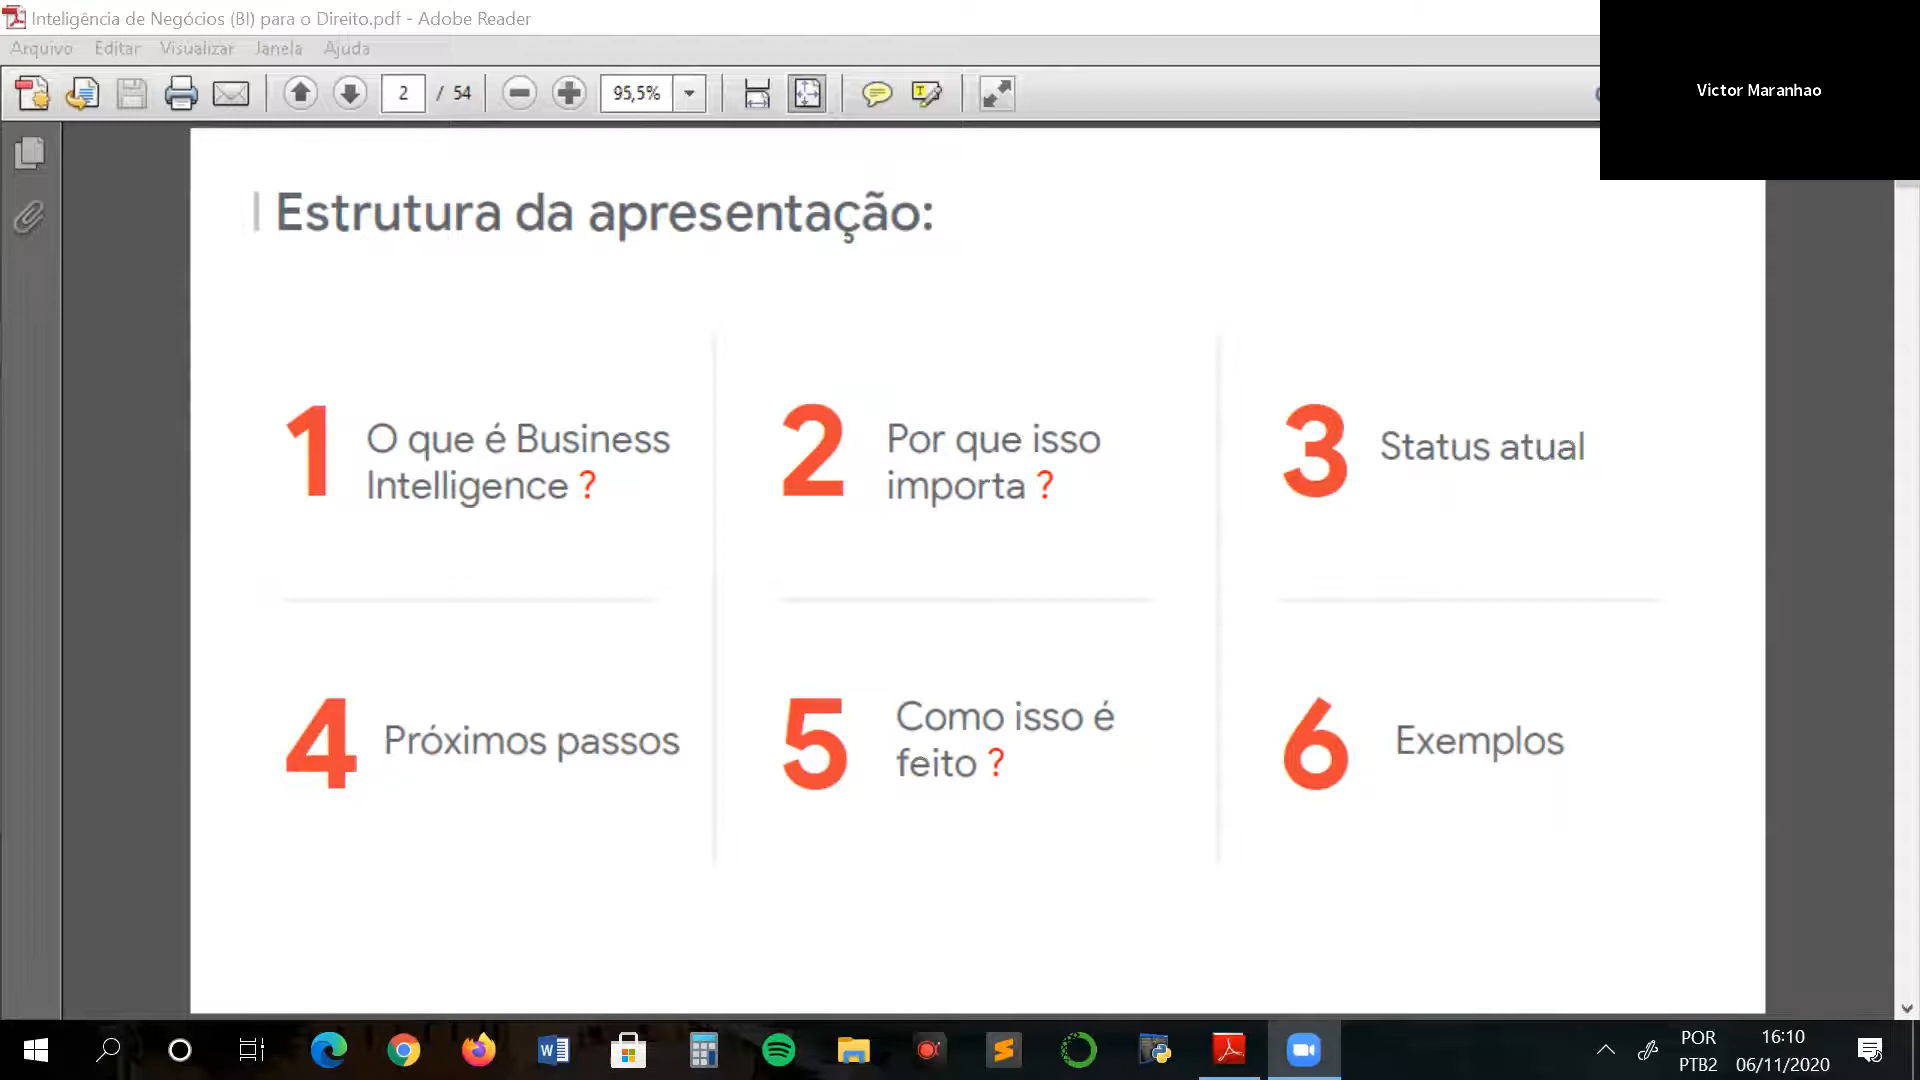 Inteligência de Negócios (BI) para o Direito.pdf - Adobe Reader
Arquivo Editar Visualizar Janela Ajuda
2 / 54
95,5%
Victor Maranhao
Estrutura da apresentação:
1 O que é Business
Intelligence ?
2 Por que isso
importa ?
3 Status atual
4 Próximos passos
5 Como isso é
feito ?
6 Exemplos
POR
PTB2
16:10
06/11/2020